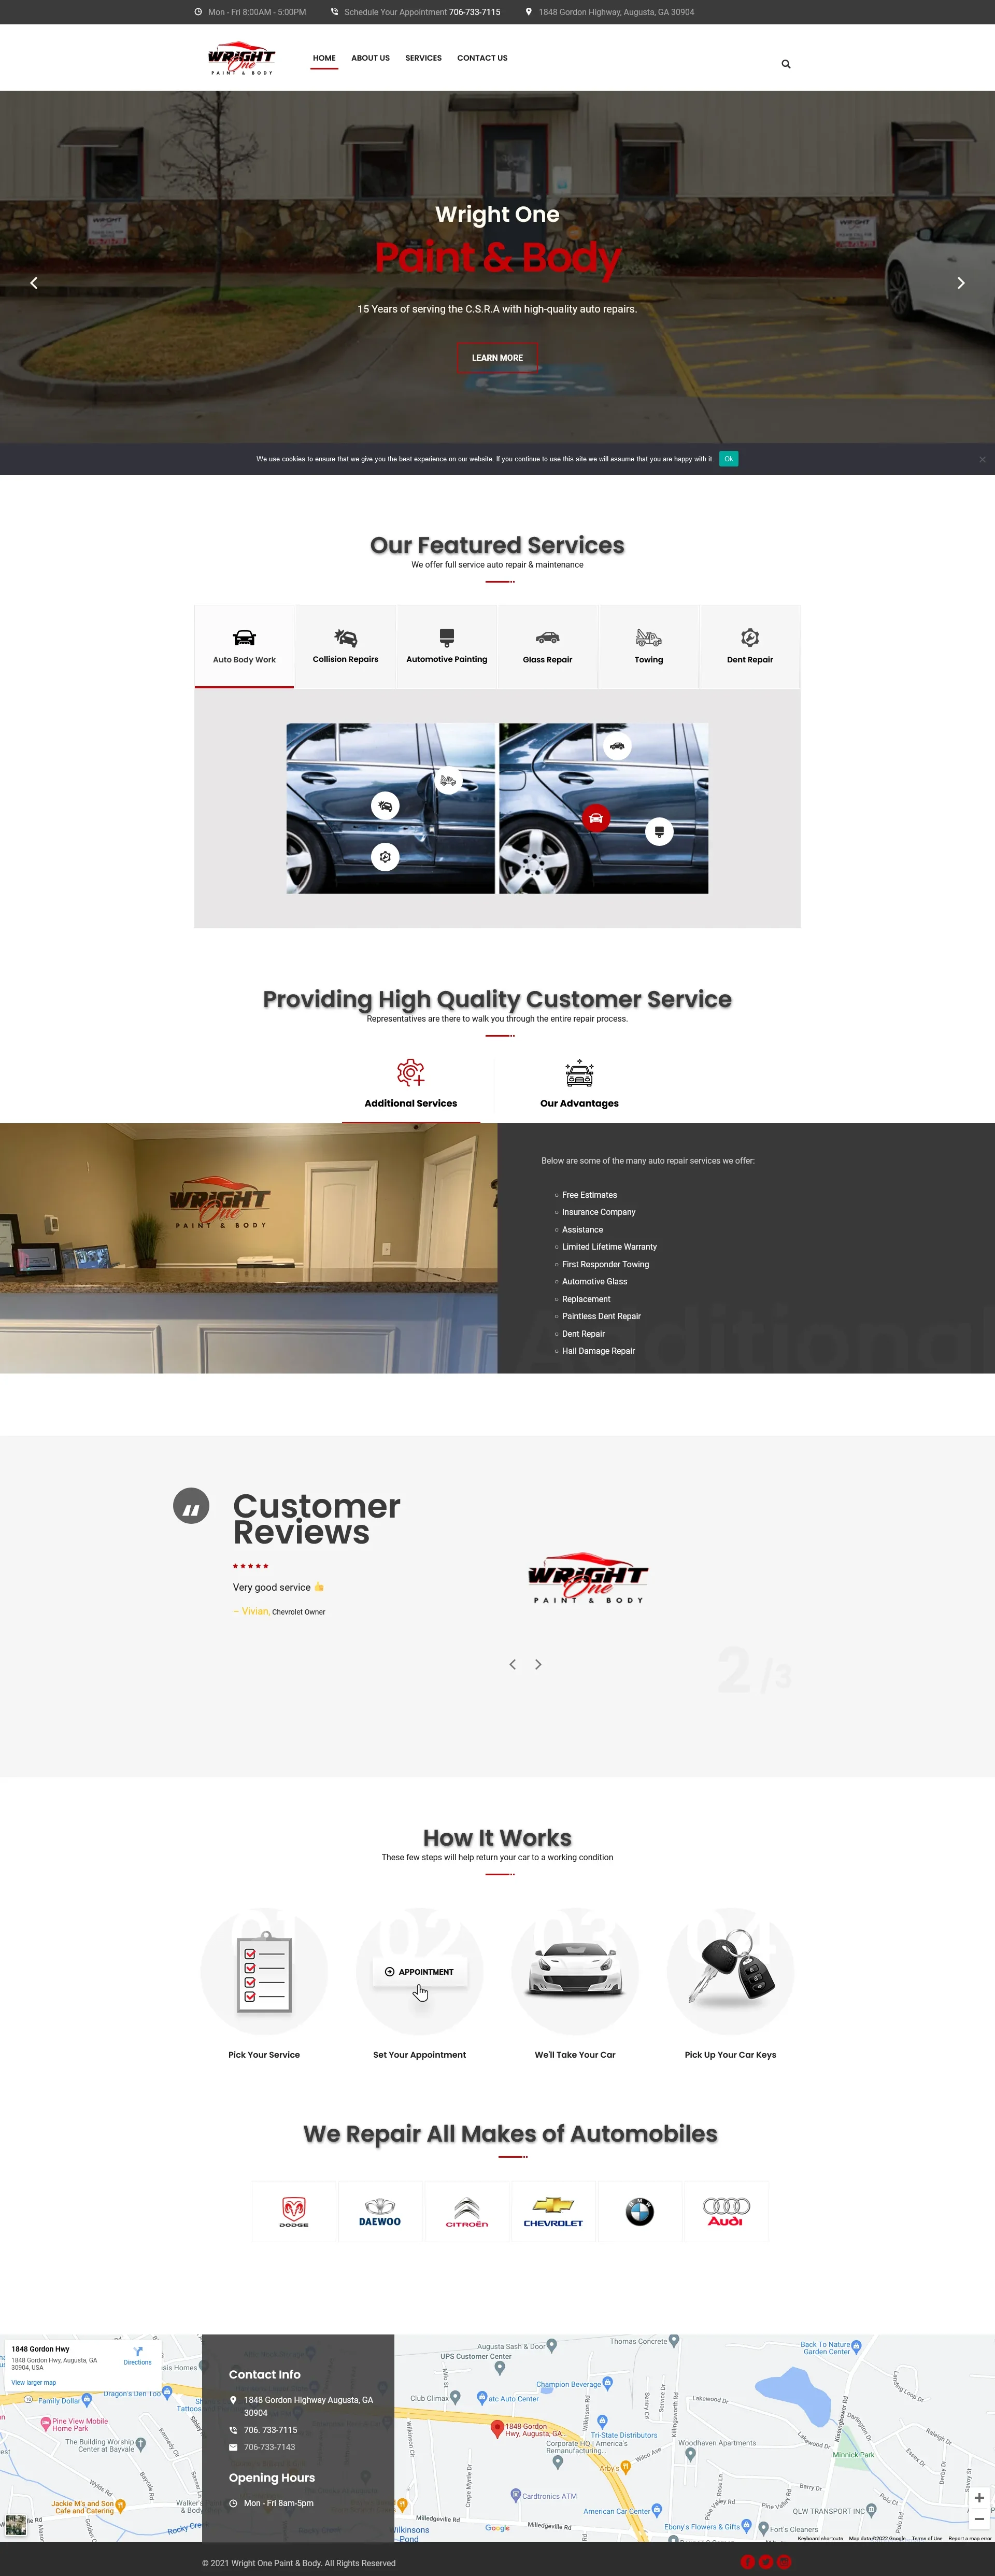 Mon - Fri 8:00AM - 5:00PM Schedule Your Appointment 706-733-7115 1848 Gordon Highway, Augusta, GA 30904
WRIGHT One PAINT & BODY
HOME ABOUT US SERVICES CONTACT US
Wright One
Paint & Body
15 Years of serving the C.S.R.A with high-quality auto repairs.
LEARN MORE
We use cookies to ensure that we give you the best experience on our website. If you continue to use this site we will assume that you are happy with it. Ok
Our Featured Services
We offer full service auto repair & maintenance
Auto Body Work Collision Repairs Automotive Painting Glass Repair Towing Dent Repair
Providing High Quality Customer Service
Representatives are there to walk you through the entire repair process.
Additional Services Our Advantages
WRIGHT
One
PAINT & BODY
Below are some of the many auto repair services we offer:
Free Estimates
Insurance Company
Assistance
Limited Lifetime Warranty
First Responder Towing
Automotive Glass
Replacement
Paintless Dent Repair
Dent Repair
Hail Damage Repair
Customer
Reviews
Very good service
– Vivian, Chevrolet Owner
WRIGHT
One
PAINT & BODY
2 /3
How It Works
These few steps will help return your car to a working condition
01 02 03 04
APPOINTMENT
Pick Your Service Set Your Appointment We'll Take Your Car Pick Up Your Car Keys
We Repair All Makes of Automobiles
DODGE DAEWOO CITROËN CHEVROLET BMW Audi
1848 Gordon Hwy
1848 Gordon Hwy, Augusta, GA
30904, USA
Directions
View larger map
Contact Info
1848 Gordon Highway Augusta, GA
30904
706. 733-7115
706-733-7143
Opening Hours
Mon - Fri 8am-5pm
Family Dollar
Dragon's Den Too
Pine View Mobile
Home Park
The Building Worship
Center at Bayvale
Jackie M's and Son
Cafe and Catering
Augusta Sash & Door
UPS Customer Center
Thomas Concrete
Back To Nature
Garden Center
Champion Beverage
Club Climax
atc Auto Center
1848 Gordon
Hwy, Augusta, GA
Tri-State Distributors
Corporate HQ | America's
Remanufacturing...
Woodhaven Apartments
Arby's
Cardtronics ATM
American Car Center
Ebony's Flowers & Gifts
Fort's Cleaners
QLW TRANSPORT INC
Minnick Park
Lakewood Dr
Barry Dr
Wilco Ave
Milledgeville Rd
Milledgeville Rd
Wilkinsons
Pond
Google
Keyboard shortcuts Map data ©2022 Google Terms of Use Report a map error
© 2021 Wright One Paint & Body. All Rights Reserved